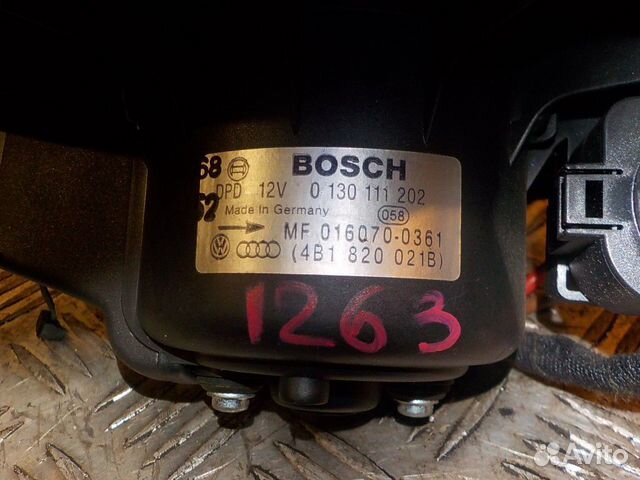 68 BOSCH
DPD 12V 0 130 111 202
52 Made in Germany 058
MF 016070-0361
(4B1 820 021B)
1263
Avito